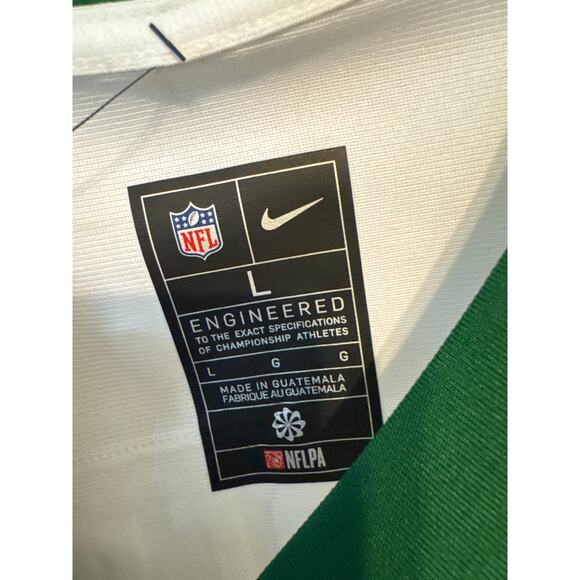 NFL
L
ENGINEERED
TO THE EXACT SPECIFICATIONS
OF CHAMPIONSHIP ATHLETES
L G G
MADE IN GUATEMALA
FABRIQUE AU GUATEMALA
NFLPA